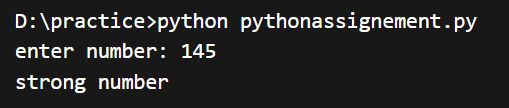 D:\practice>python pythonassignement.py
enter number: 145
strong number